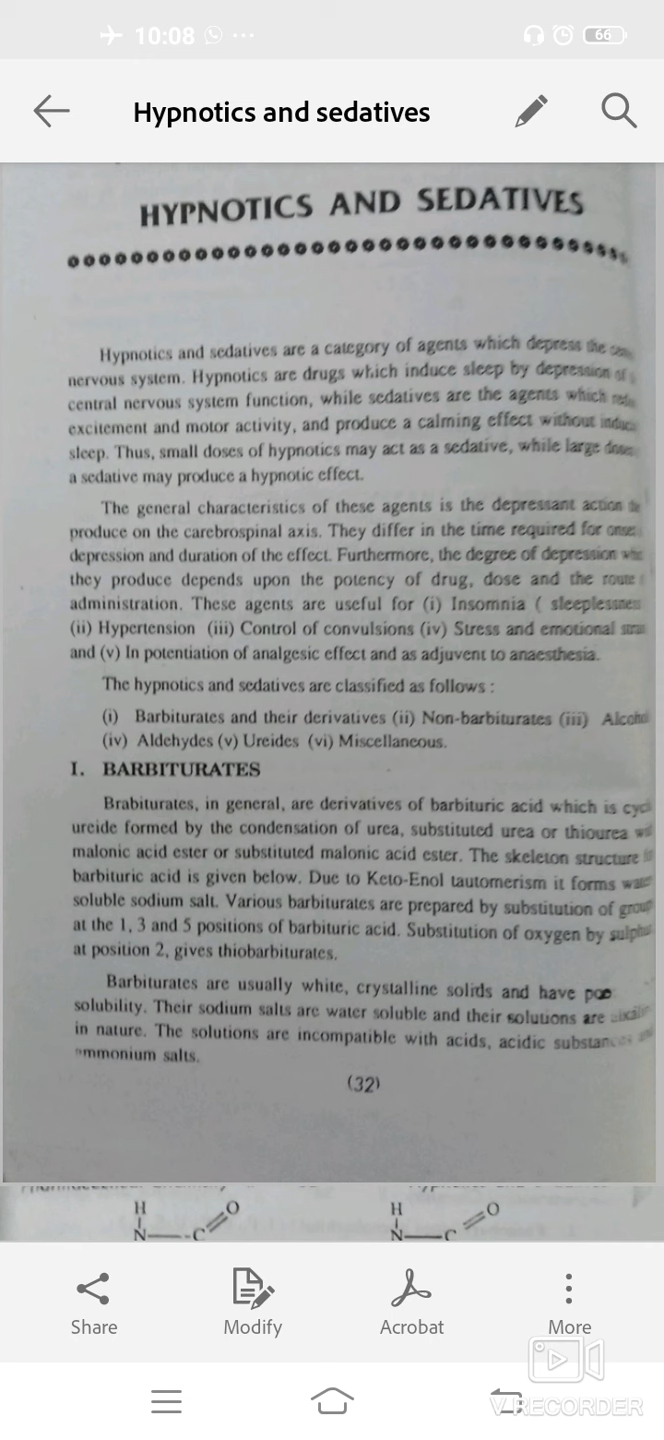 10:08
66
Hypnotics and sedatives
HYPNOTICS AND SEDATIVES
Hypnotics and sedatives are a category of agents which depress the
nervous system. Hypnotics are drugs which induce sleep by depression of
central nervous system function, while sedatives are the agents which
excitement and motor activity, and produce a calming effect without
sleep. Thus, small doses of hypnotics may act as a sedative, while large
a sedative may produce a hypnotic effect.
The general characteristics of these agents is the depressant action
produce on the carebrospinal axis. They differ in the time required for
depression and duration of the effect. Furthermore, the degree of depression
they produce depends upon the potency of drug, dose and the route
administration. These agents are useful for (i) Insomnia (
(ii) Hypertension (iii) Control of convulsions (iv) Stress and emotional
and (v) In potentiation of analgesic effect and as adjuvent to anaesthesia.
The hypnotics and sedatives are classified as follows :
(i) Barbiturates and their derivatives (ii) Non-barbiturates (iii)
(iv) Aldehydes (v) Ureides (vi) Miscellaneous.
I. BARBITURATES
Brabiturates, in general, are derivatives of barbituric acid which is
ureide formed by the condensation of urea, substituted urea or thiourea
malonic acid ester or substituted malonic acid ester. The skeleton structure
barbituric acid is given below. Due to Keto-Enol tautomerism it forms
soluble sodium salt. Various barbiturates are prepared by substitution of
at the 1, 3 and 5 positions of barbituric acid. Substitution of oxygen by
at position 2, gives thiobarbiturates.
Barbiturates are usually white, crystalline solids and have
solubility. Their sodium salts are water soluble and their solutions are
in nature. The solutions are incompatible with acids, acidic
ammonium salts.
(32)
H O H O
N C N C
Share Modify Acrobat More
V RECORDER